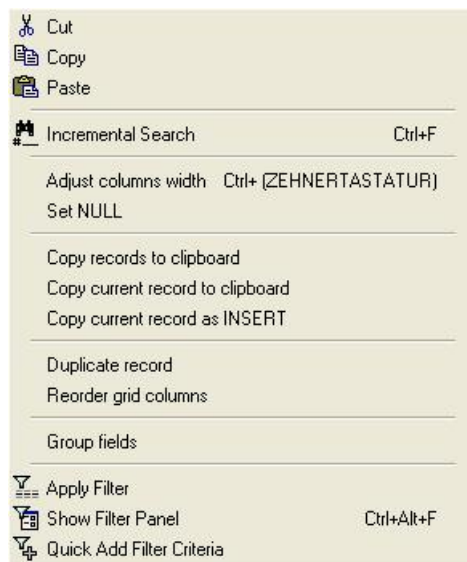 Cut
Copy
Paste
Incremental Search Ctrl+F
Adjust columns width Ctrl+ (ZEHNERTASTATUR)
Set NULL
Copy records to clipboard
Copy current record to clipboard
Copy current record as INSERT
Duplicate record
Reorder grid columns
Group fields
Apply Filter
Show Filter Panel Ctrl+Alt+F
Quick Add Filter Criteria